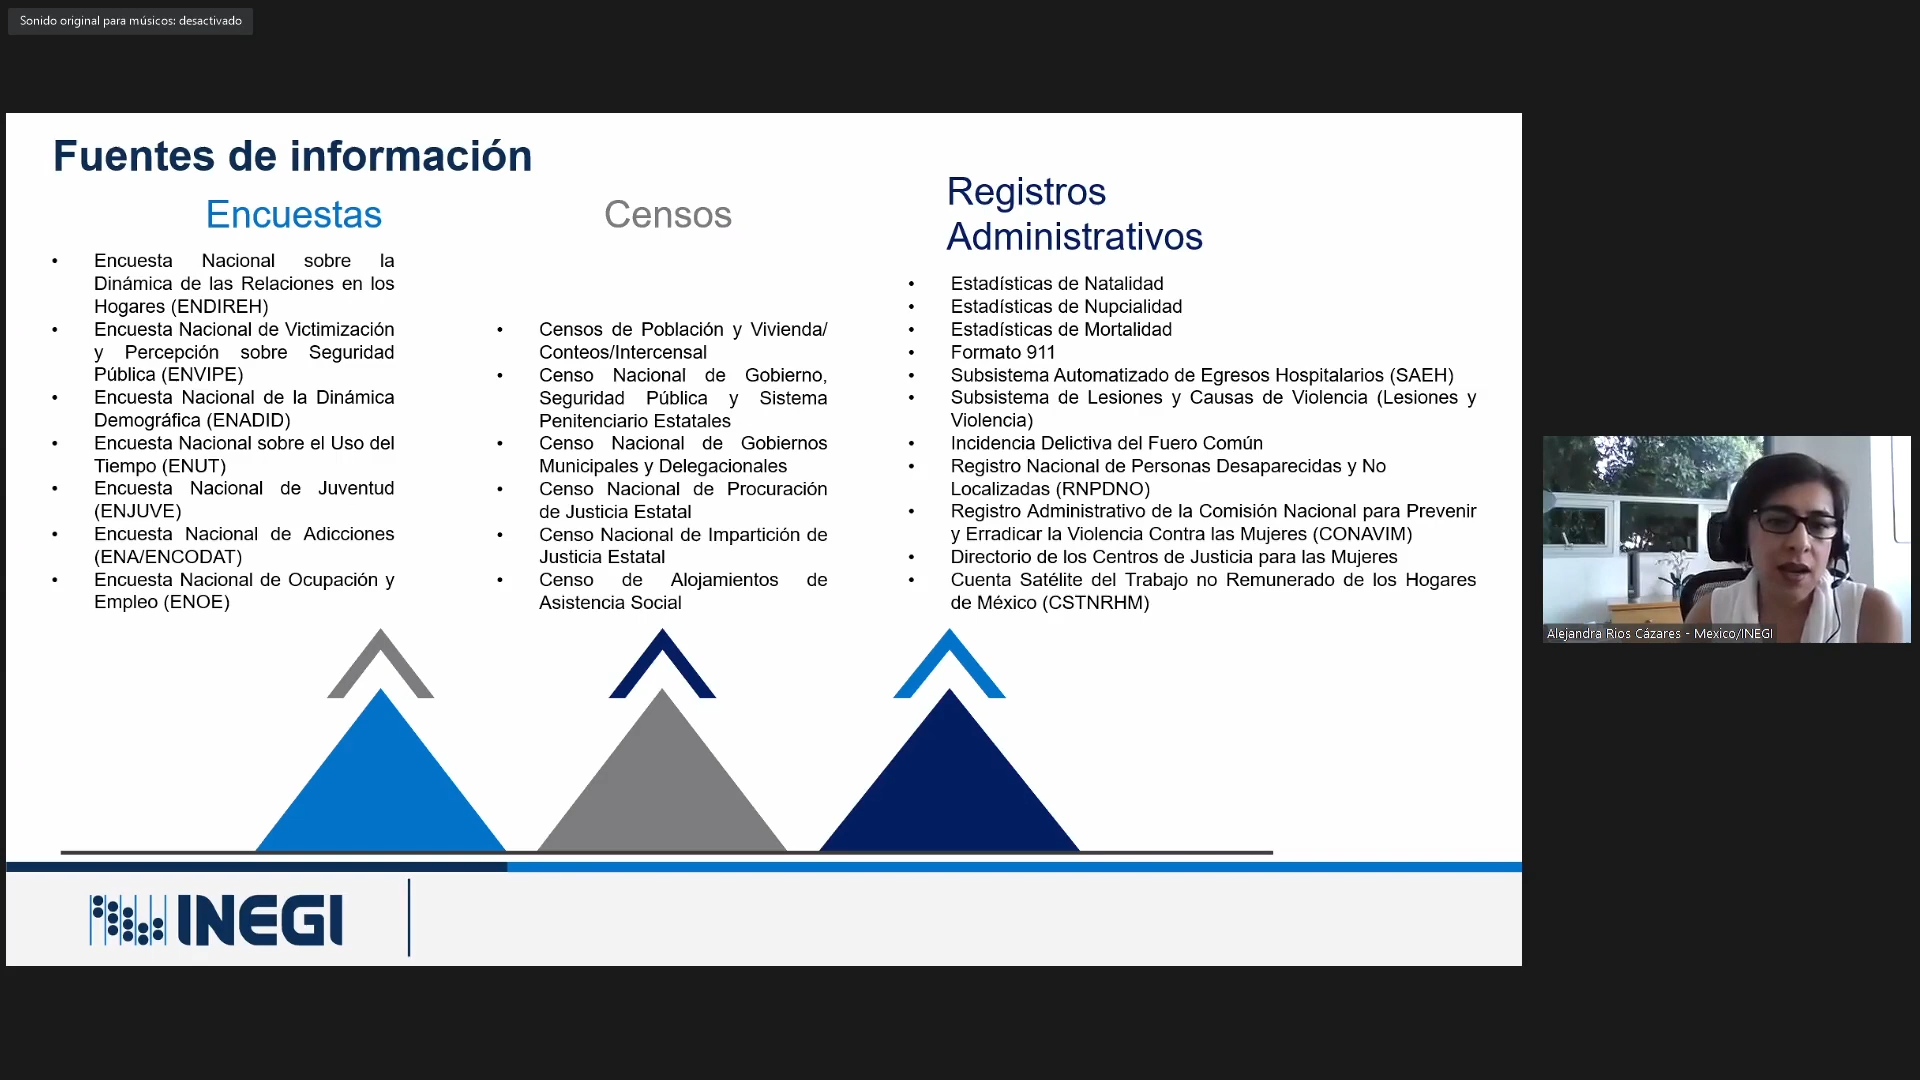 Sonido original para músicos: desactivado
Fuentes de información
Encuestas
Encuesta Nacional sobre la
Dinámica de las Relaciones en los
Hogares (ENDIREH)
Encuesta Nacional de Victimización
y Percepción sobre Seguridad
Pública (ENVIPE)
Encuesta Nacional de la Dinámica
Demográfica (ENADID)
Encuesta Nacional sobre el Uso del
Tiempo (ENUT)
Encuesta Nacional de Juventud
(ENJUVE)
Encuesta Nacional de Adicciones
(ENA/ENCODAT)
Encuesta Nacional de Ocupación y
Empleo (ENOE)
Censos
Censos de Población y Vivienda/
Conteos/Intercensal
Censo Nacional de Gobierno,
Seguridad Pública y Sistema
Penitenciario Estatales
Censo Nacional de Gobiernos
Municipales y Delegacionales
Censo Nacional de Procuración
de Justicia Estatal
Censo Nacional de Impartición de
Justicia Estatal
Censo de Alojamientos de
Asistencia Social
Registros
Administrativos
Estadísticas de Natalidad
Estadísticas de Nupcialidad
Estadísticas de Mortalidad
Formato 911
Subsistema Automatizado de Egresos Hospitalarios (SAEH)
Subsistema de Lesiones y Causas de Violencia (Lesiones y
Violencia)
Incidencia Delictiva del Fuero Común
Registro Nacional de Personas Desaparecidas y No
Localizadas (RNPDNO)
Registro Administrativo de la Comisión Nacional para Prevenir
y Erradicar la Violencia Contra las Mujeres (CONAVIM)
Directorio de los Centros de Justicia para las Mujeres
Cuenta Satélite del Trabajo no Remunerado de los Hogares
de México (CSTNRHM)
INEGI
Alejandra Ríos Cázares - Mexico/INEGI